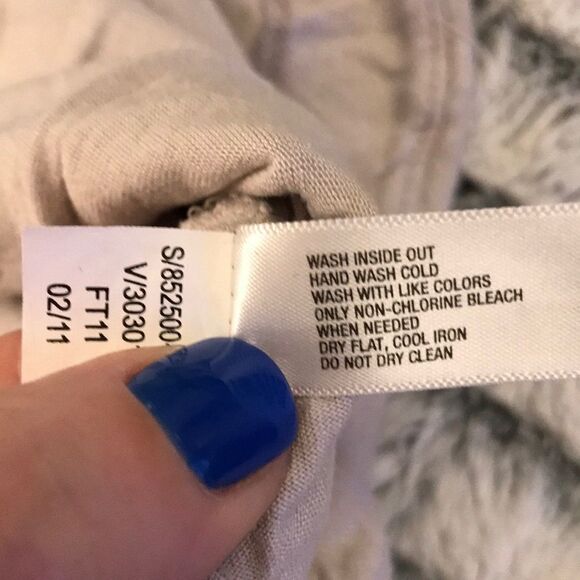 S/852500
V/3030
FT11
02/11
WASH INSIDE OUT
HAND WASH COLD
WASH WITH LIKE COLORS
ONLY NON-CHLORINE BLEACH
WHEN NEEDED
DRY FLAT, COOL IRON
DO NOT DRY CLEAN